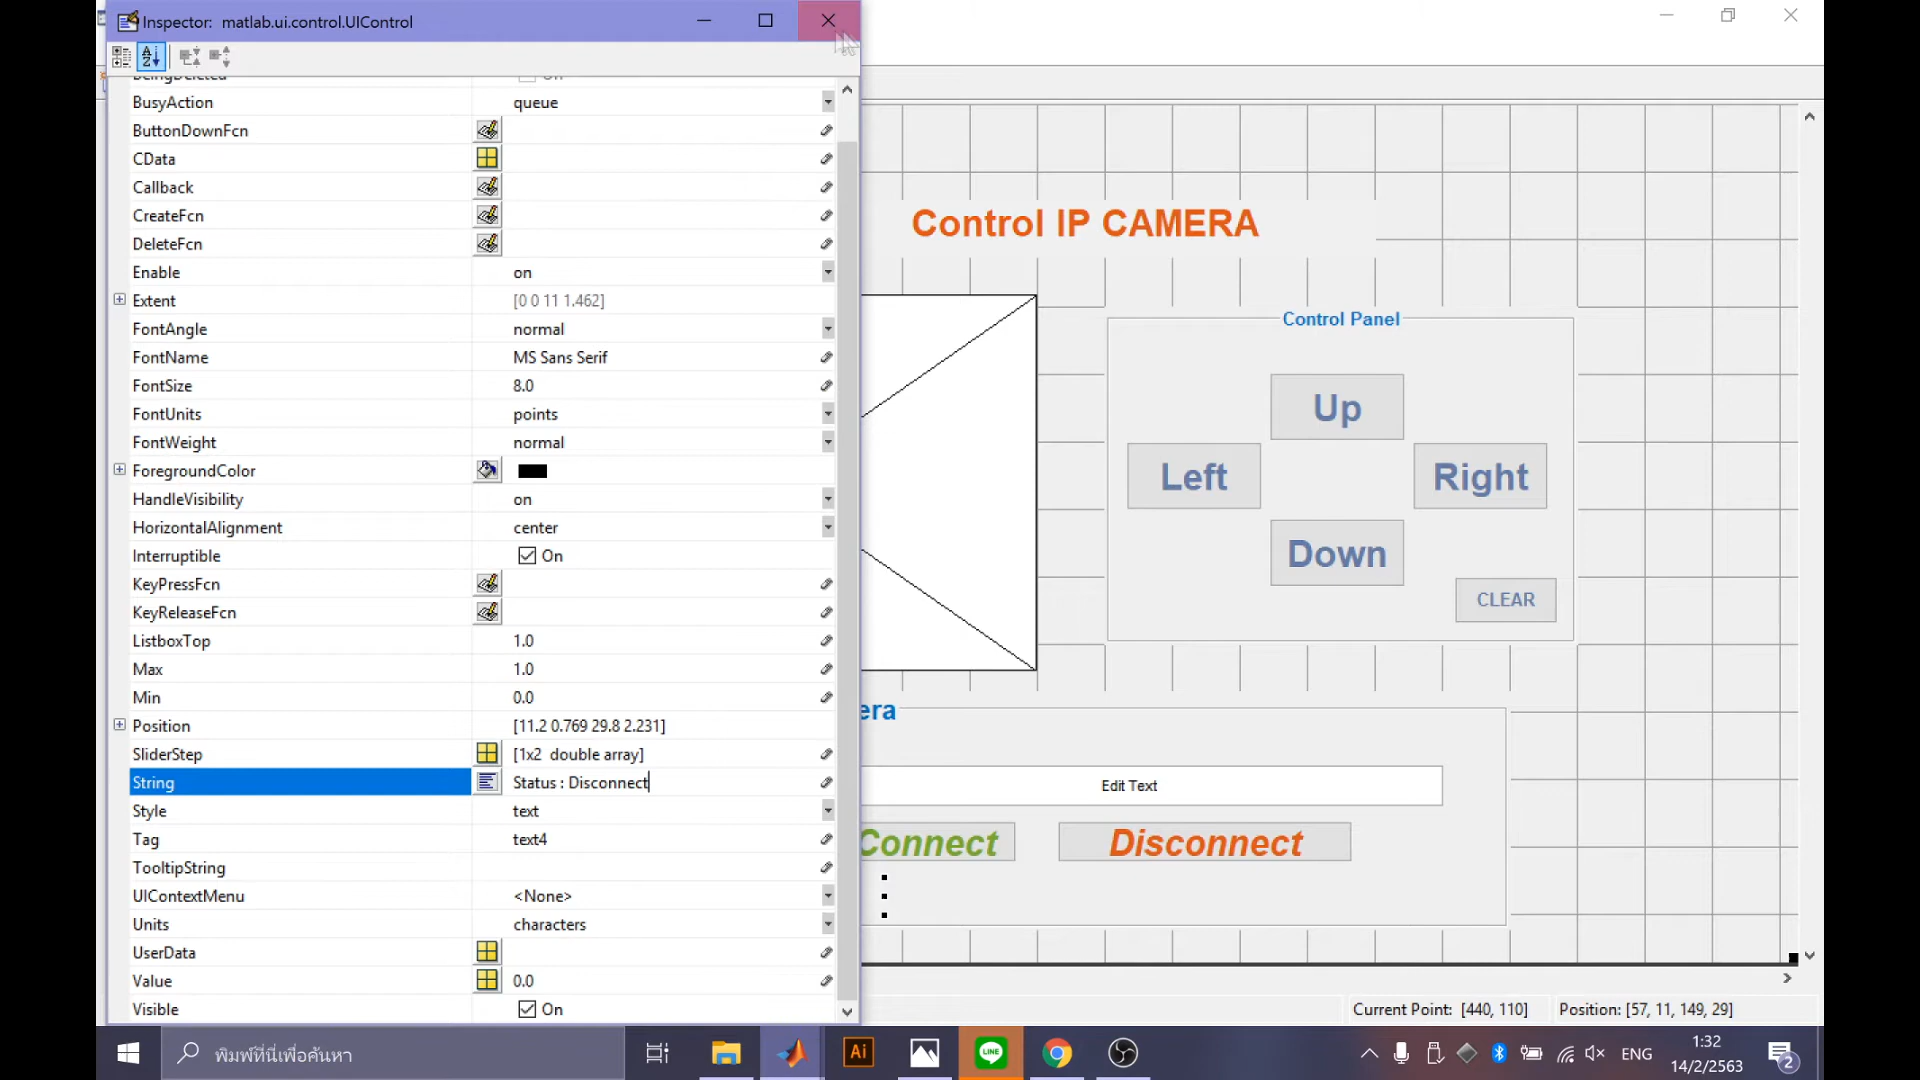 Inspector: matlab.ui.control.UIControl
BeingDeleted On
BusyAction queue
ButtonDownFcn
CData
Callback
CreateFcn
DeleteFcn
Enable on
Extent [0 0 11 1.462]
FontAngle normal
FontName MS Sans Serif
FontSize 8.0
FontUnits points
FontWeight normal
ForegroundColor
HandleVisibility on
HorizontalAlignment center
Interruptible On
KeyPressFcn
KeyReleaseFcn
ListboxTop 1.0
Max 1.0
Min 0.0
Position [11.2 0.769 29.8 2.231]
SliderStep [1x2 double array]
String Status : Disconnect
Style text
Tag text4
TooltipString
UIContextMenu <None>
Units characters
UserData
Value 0.0
Visible On
Control IP CAMERA
Control Panel
Up
Left
Right
Down
CLEAR
era
Edit Text
Connect
Disconnect
Current Point: [440, 110]
Position: [57, 11, 149, 29]
พิมพ์ที่นี่เพื่อค้นหา
Ai
LINE
ENG
1:32
14/2/2563
2